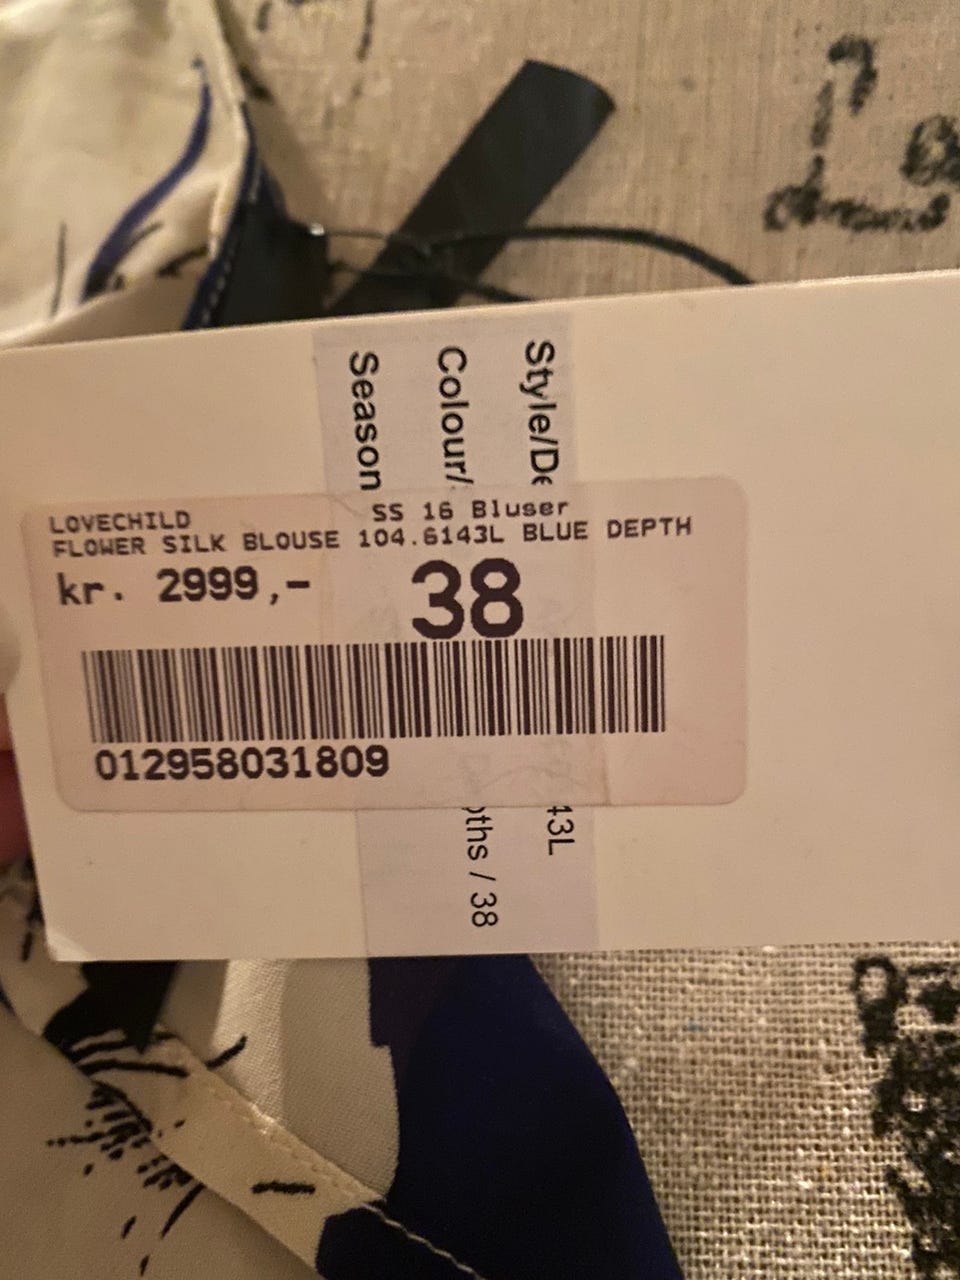 Style/De
Colour/
Season
LOVECHILD SS 16 Bluser
FLOWER SILK BLOUSE 104.6143L BLUE DEPTH
kr. 2999,- 38
012958031809
43L
ths / 38